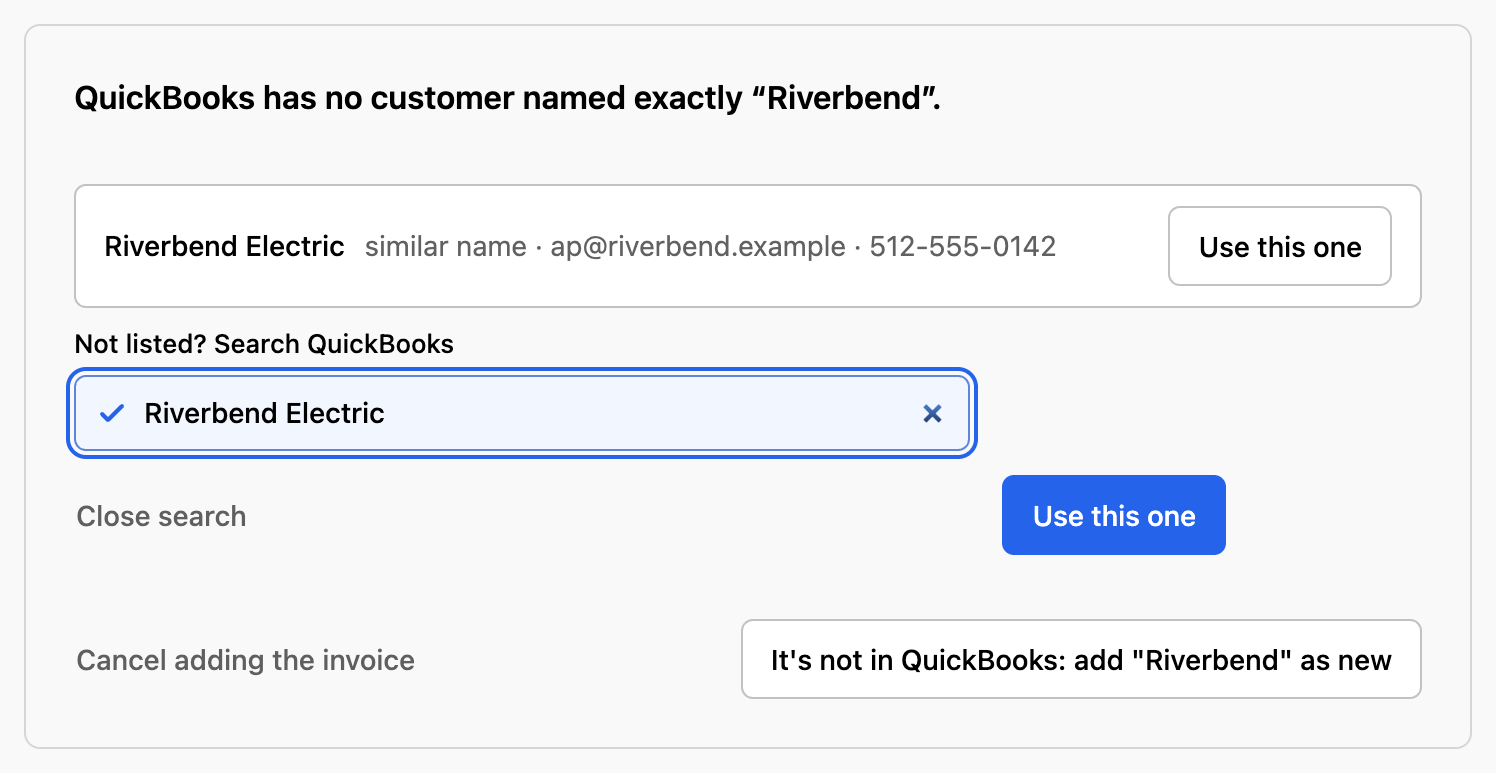 QuickBooks has no customer named exactly “Riverbend”.
Riverbend Electric similar name · ap@riverbend.example · 512-555-0142 Use this one
Not listed? Search QuickBooks
Riverbend Electric
Close search Use this one
Cancel adding the invoice It's not in QuickBooks: add "Riverbend" as new